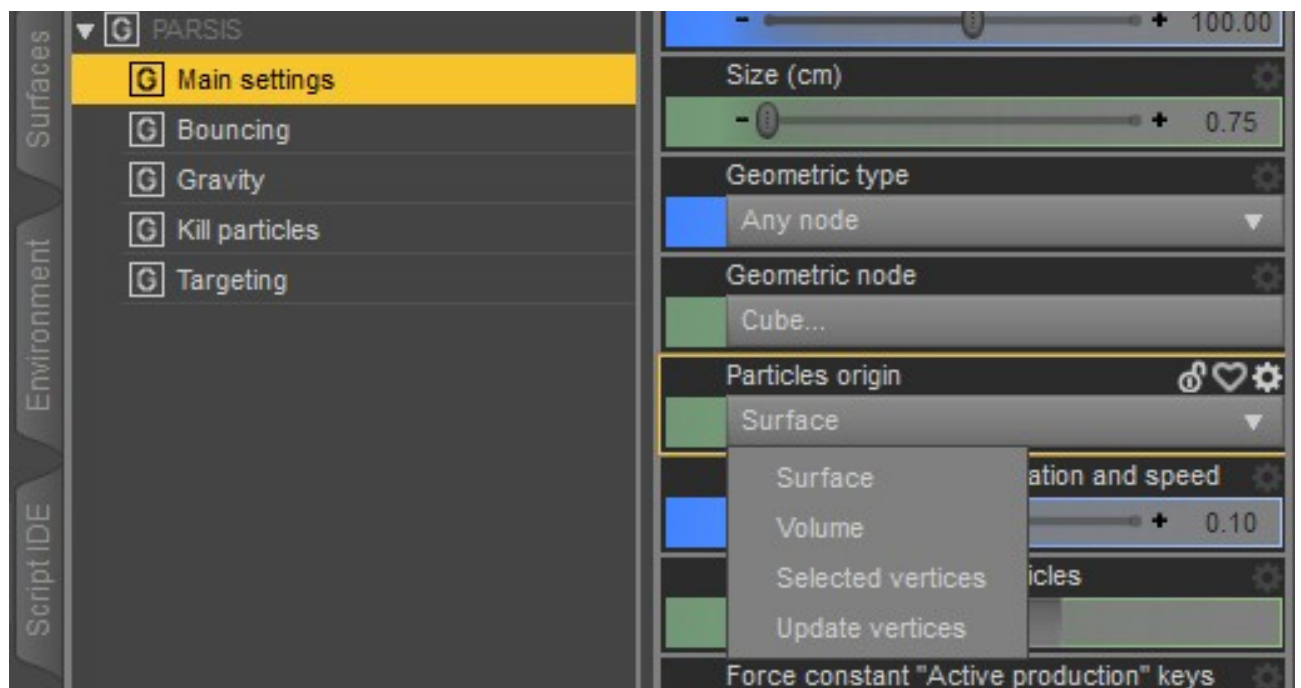 Surfaces
Environment
Script IDE
G PARSIS
G Main settings
G Bouncing
G Gravity
G Kill particles
G Targeting
- + 100.00
Size (cm)
- + 0.75
Geometric type
Any node
Geometric node
Cube...
Particles origin
Surface
Surface
ation and speed
Volume
+ 0.10
Selected vertices
icles
Update vertices
Force constant "Active production" keys